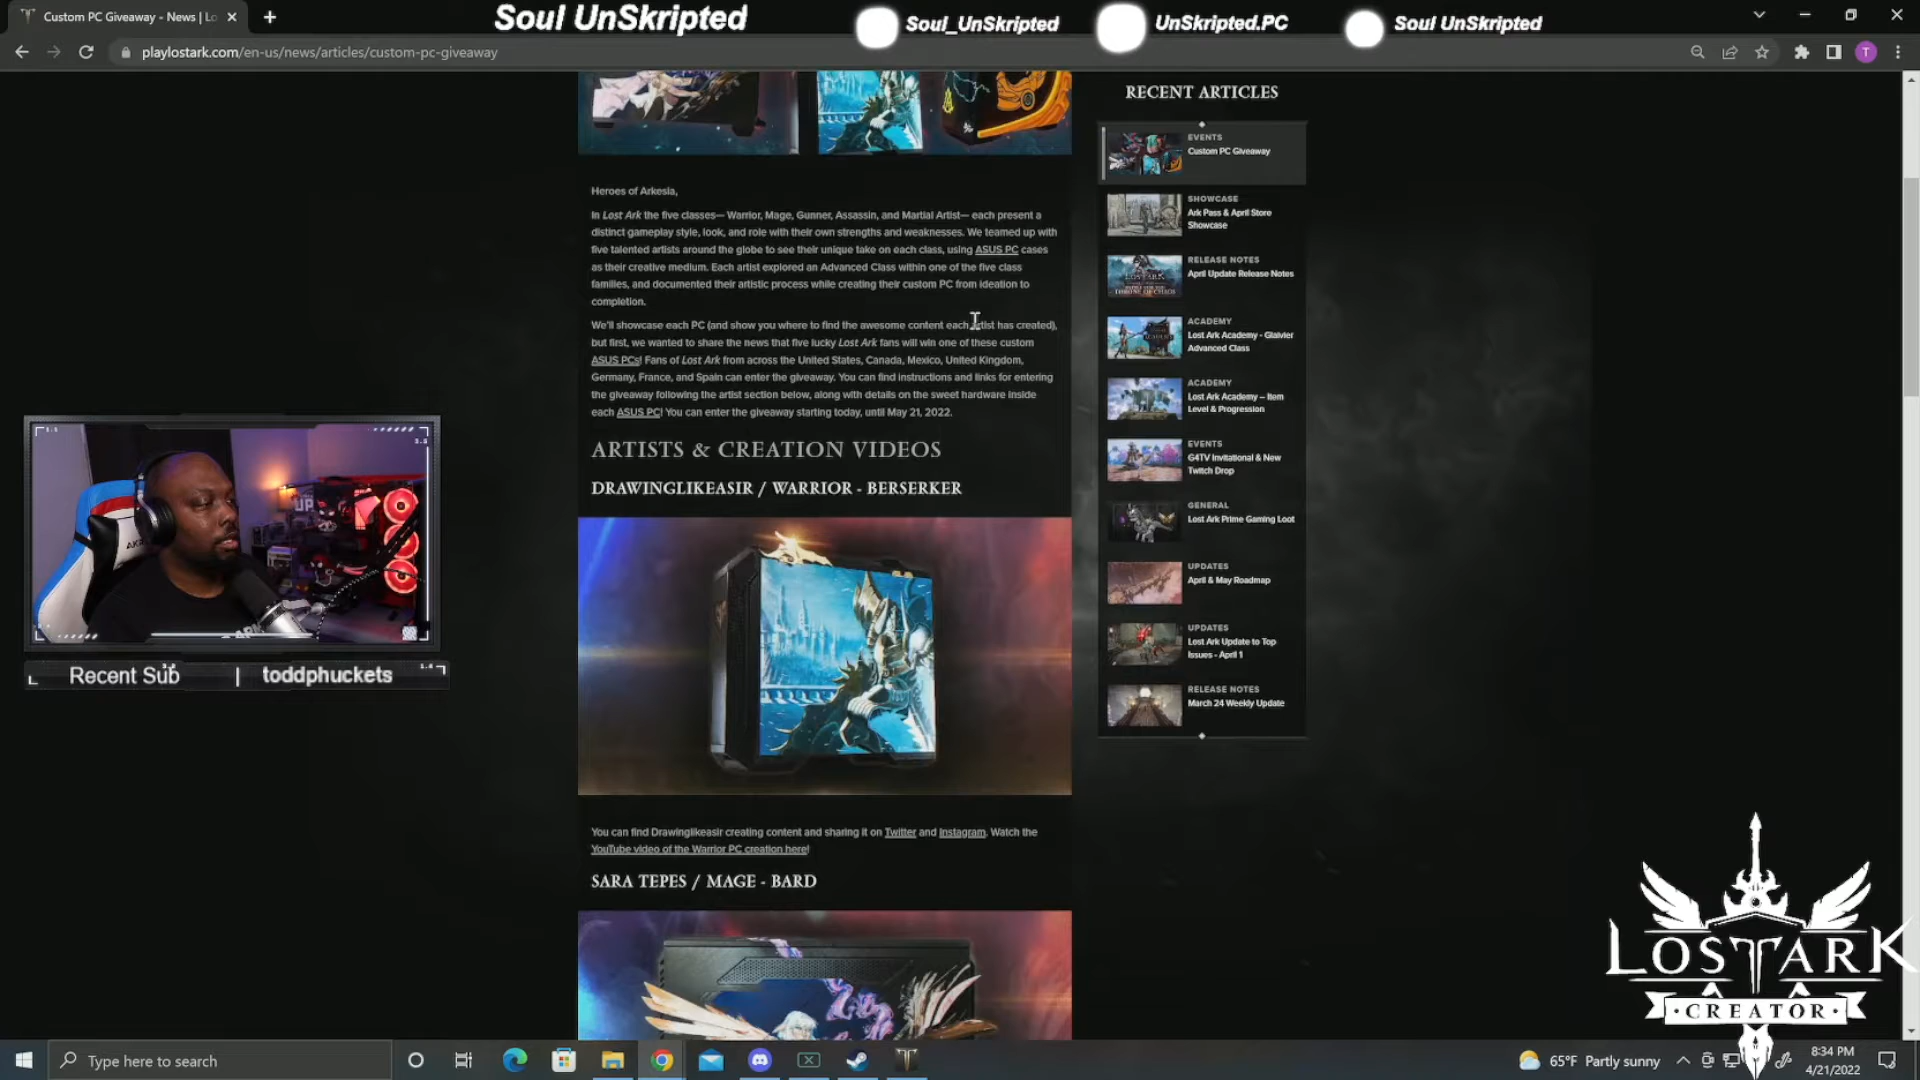 Custom PC Giveaway - News | Lo
Soul UnSkripted
Soul_UnSkripted
UnSkripted.PC
Soul UnSkripted
playlostark.com/en-us/news/articles/custom-pc-giveaway
T
Heroes of Arkesia,
In Lost Ark the five classes— Warrior, Mage, Gunner, Assassin, and Martial Artist— each present a
distinct gameplay style, look, and role with their own strengths and weaknesses. We teamed up with
five talented artists around the globe to see their unique take on each class, using ASUS PC cases
as their creative medium. Each artist explored an Advanced Class within one of the five class
families, and documented their artistic process while creating their custom PC from ideation to
completion.
We'll showcase each PC (and show you where to find the awesome content each artist has created),
but first, we wanted to share the news that five lucky Lost Ark fans will win one of these custom
ASUS PCs! Fans of Lost Ark from across the United States, Canada, Mexico, United Kingdom,
Germany, France, and Spain can enter the giveaway. You can find instructions and links for entering
the giveaway following the artist section below, along with details on the sweet hardware inside
each ASUS PC! You can enter the giveaway starting today, until May 21, 2022.
ARTISTS & CREATION VIDEOS
DRAWINGLIKEASIR / WARRIOR - BERSERKER
You can find Drawinglikeasir creating content and sharing it on Twitter and Instagram. Watch the
YouTube video of the Warrior PC creation here!
SARA TEPES / MAGE - BARD
RECENT ARTICLES
EVENTS
Custom PC Giveaway
SHOWCASE
Ark Pass & April Store
Showcase
RELEASE NOTES
April Update Release Notes
ACADEMY
Lost Ark Academy - Glaivier
Advanced Class
ACADEMY
Lost Ark Academy – Item
Level & Progression
EVENTS
G4TV Invitational & New
Twitch Drop
GENERAL
Lost Ark Prime Gaming Loot
UPDATES
April & May Roadmap
UPDATES
Lost Ark Update to Top
Issues - April 1
RELEASE NOTES
March 24 Weekly Update
Recent Sub | toddphuckets
LOST ARK
CREATOR
Type here to search
65°F Partly sunny
8:34 PM
4/21/2022